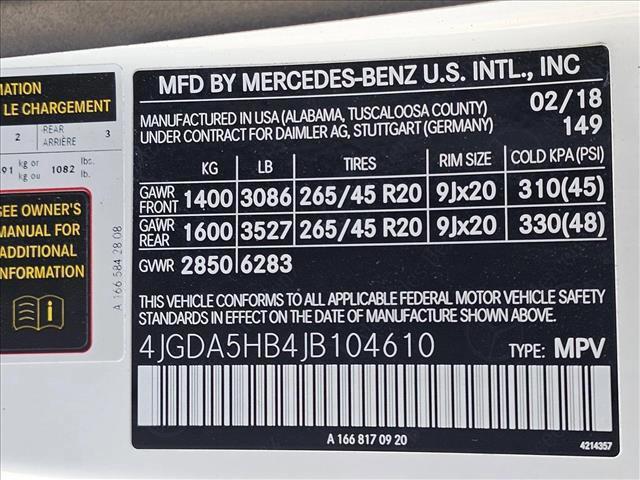 MATION
LE CHARGEMENT
2 REAR ARRIÈRE 3
491 kg or kg ou 1082 lbs. lb.
SEE OWNER'S
MANUAL FOR
ADDITIONAL
INFORMATION
A 166 584 28 08
MFD BY MERCEDES-BENZ U.S. INTL., INC
MANUFACTURED IN USA (ALABAMA, TUSCALOOSA COUNTY) 02/18
UNDER CONTRACT FOR DAIMLER AG, STUTTGART (GERMANY) 149
KG LB TIRES RIM SIZE COLD KPA (PSI)
GAWR FRONT 1400 3086 265/45 R20 9Jx20 310(45)
GAWR REAR 1600 3527 265/45 R20 9Jx20 330(48)
GVWR 2850 6283
THIS VEHICLE CONFORMS TO ALL APPLICABLE FEDERAL MOTOR VEHICLE SAFETY
STANDARDS IN EFFECT ON THE DATE OF MANUFACTURE SHOWN ABOVE.
4JGDA5HB4JB104610 TYPE: MPV
A 166 817 09 20
4214357